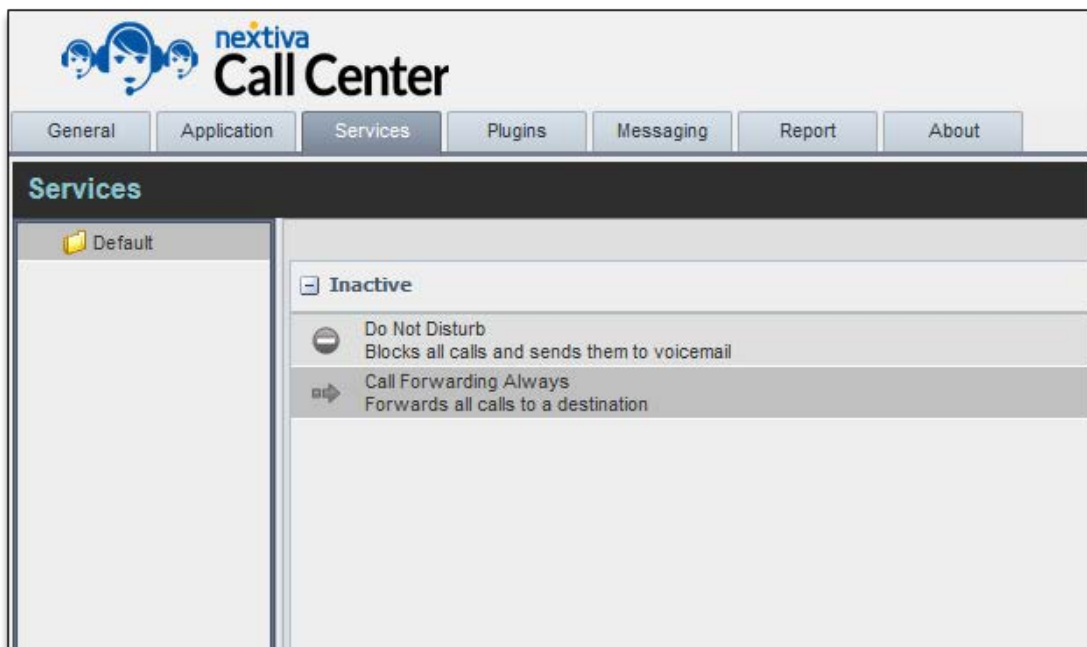 nextiva
Call Center
General Application Services Plugins Messaging Report About
Services
Default
Inactive
Do Not Disturb
Blocks all calls and sends them to voicemail
Call Forwarding Always
Forwards all calls to a destination